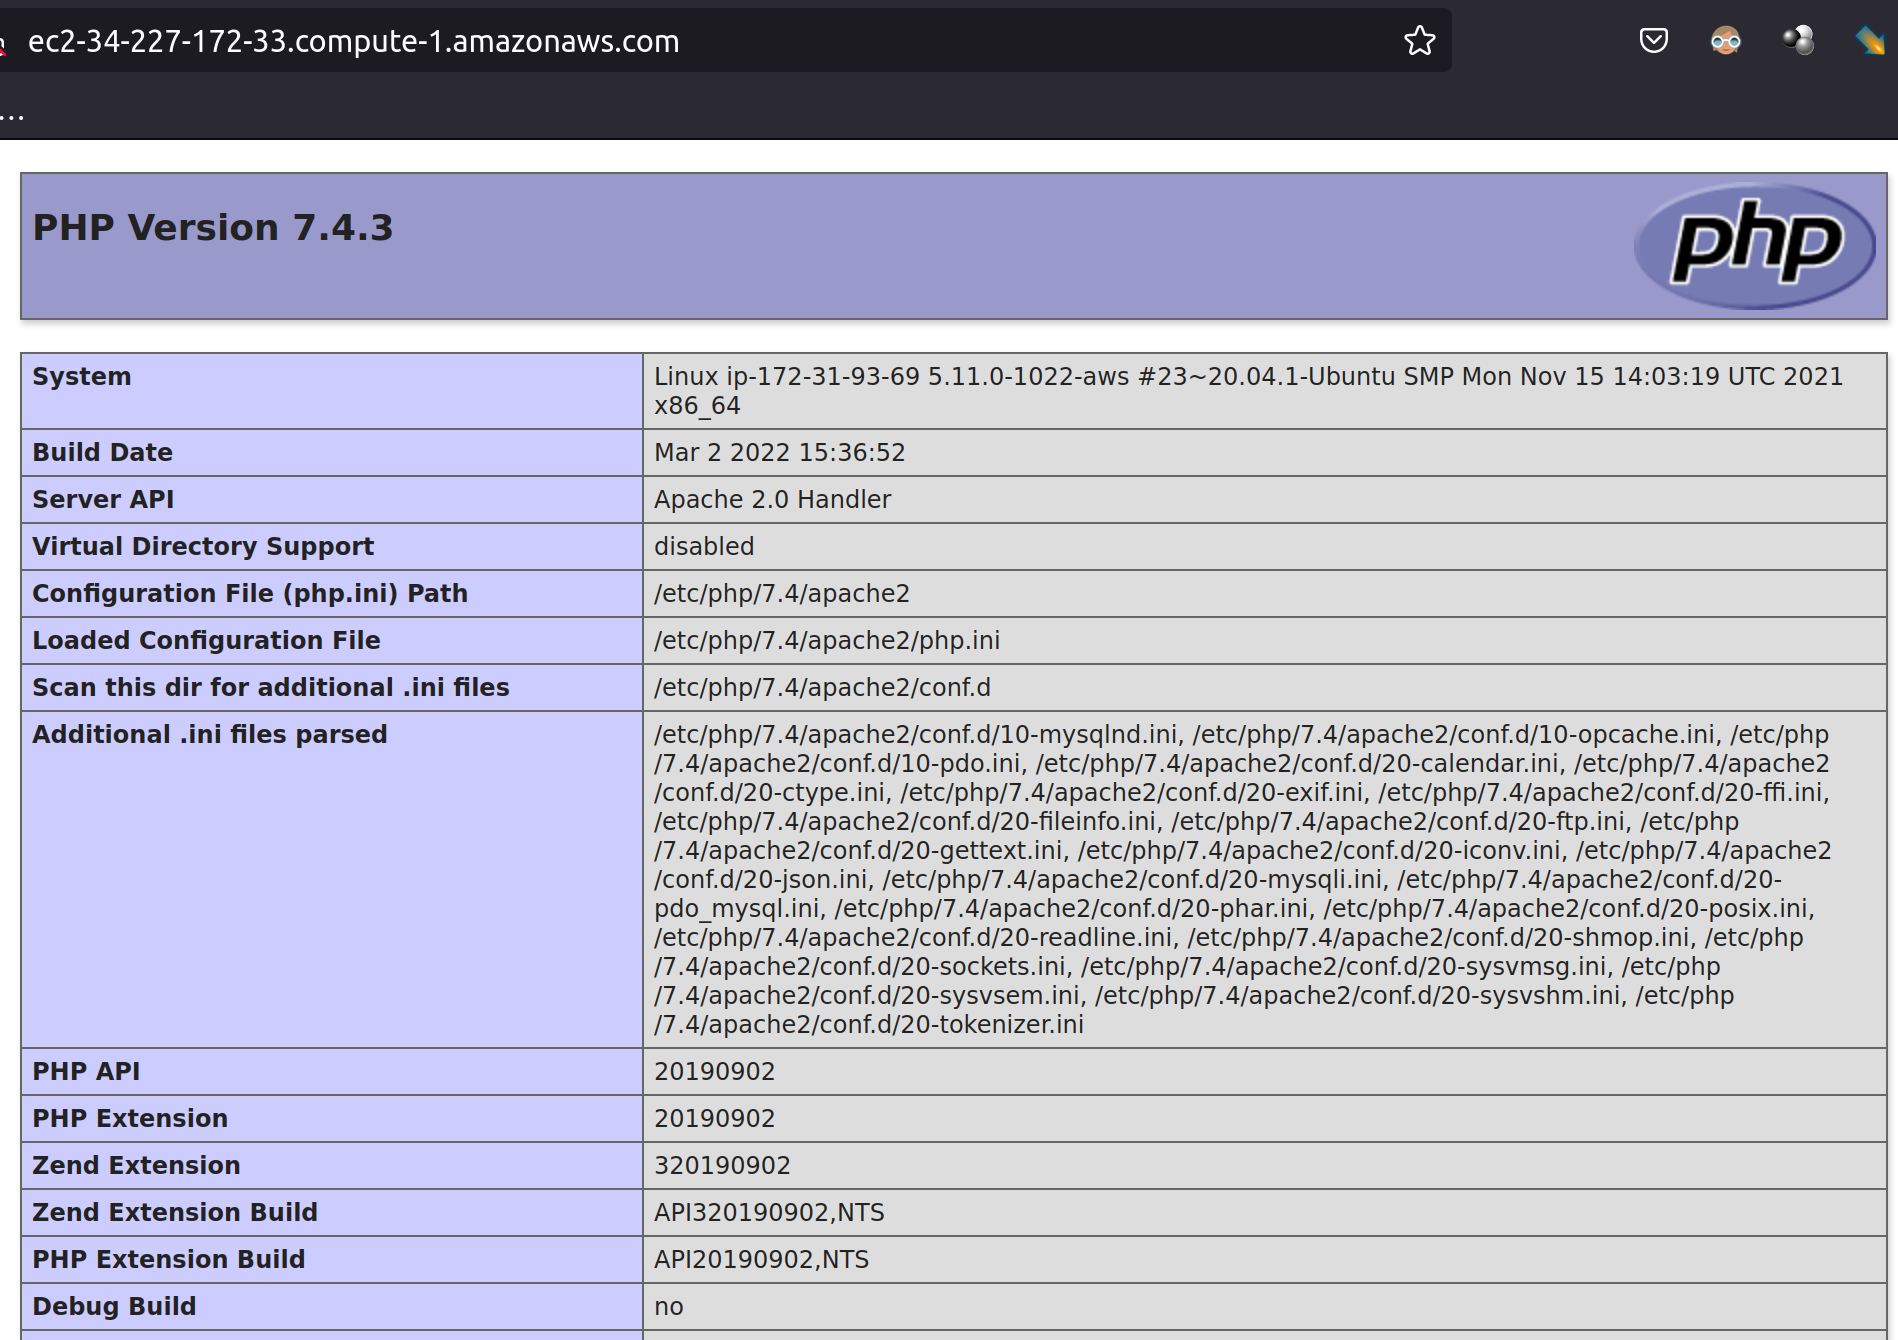 ec2-34-227-172-33.compute-1.amazonaws.com
...
PHP Version 7.4.3
php
System
Linux ip-172-31-93-69 5.11.0-1022-aws #23~20.04.1-Ubuntu SMP Mon Nov 15 14:03:19 UTC 2021
x86_64
Build Date
Mar 2 2022 15:36:52
Server API
Apache 2.0 Handler
Virtual Directory Support
disabled
Configuration File (php.ini) Path
/etc/php/7.4/apache2
Loaded Configuration File
/etc/php/7.4/apache2/php.ini
Scan this dir for additional .ini files
/etc/php/7.4/apache2/conf.d
Additional .ini files parsed
/etc/php/7.4/apache2/conf.d/10-mysqlnd.ini, /etc/php/7.4/apache2/conf.d/10-opcache.ini, /etc/php
/7.4/apache2/conf.d/10-pdo.ini, /etc/php/7.4/apache2/conf.d/20-calendar.ini, /etc/php/7.4/apache2
/conf.d/20-ctype.ini, /etc/php/7.4/apache2/conf.d/20-exif.ini, /etc/php/7.4/apache2/conf.d/20-ffi.ini,
/etc/php/7.4/apache2/conf.d/20-fileinfo.ini, /etc/php/7.4/apache2/conf.d/20-ftp.ini, /etc/php
/7.4/apache2/conf.d/20-gettext.ini, /etc/php/7.4/apache2/conf.d/20-iconv.ini, /etc/php/7.4/apache2
/conf.d/20-json.ini, /etc/php/7.4/apache2/conf.d/20-mysqli.ini, /etc/php/7.4/apache2/conf.d/20-
pdo_mysql.ini, /etc/php/7.4/apache2/conf.d/20-phar.ini, /etc/php/7.4/apache2/conf.d/20-posix.ini,
/etc/php/7.4/apache2/conf.d/20-readline.ini, /etc/php/7.4/apache2/conf.d/20-shmop.ini, /etc/php
/7.4/apache2/conf.d/20-sockets.ini, /etc/php/7.4/apache2/conf.d/20-sysvmsg.ini, /etc/php
/7.4/apache2/conf.d/20-sysvsem.ini, /etc/php/7.4/apache2/conf.d/20-sysvshm.ini, /etc/php
/7.4/apache2/conf.d/20-tokenizer.ini
PHP API
20190902
PHP Extension
20190902
Zend Extension
320190902
Zend Extension Build
API320190902,NTS
PHP Extension Build
API20190902,NTS
Debug Build
no